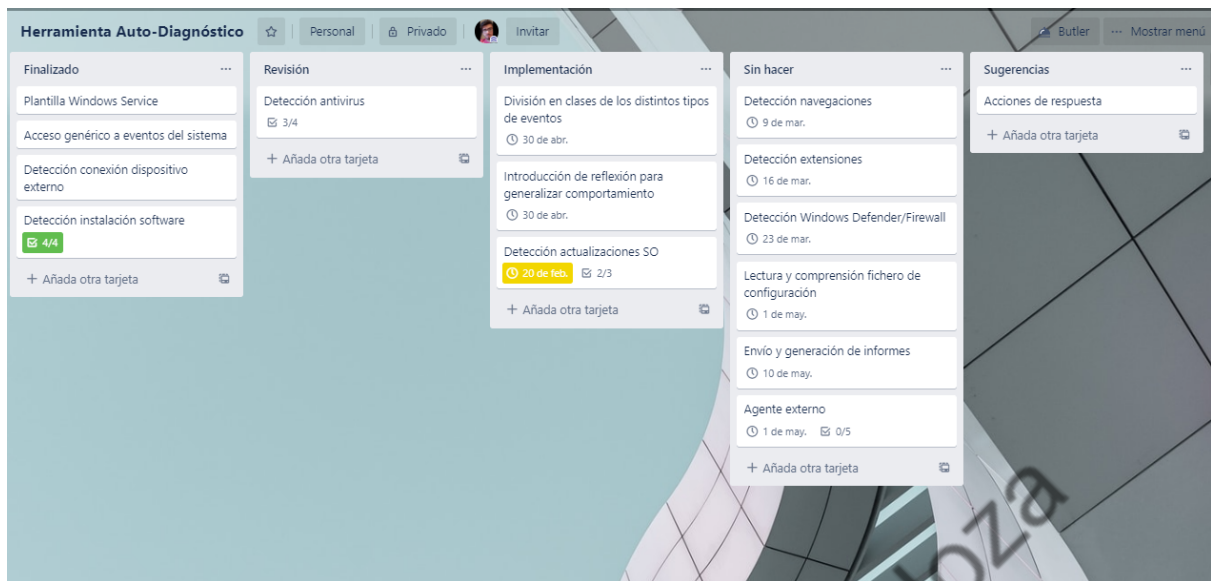 Herramienta Auto-Diagnóstico
Personal
Privado
Invitar
Butler
... Mostrar menú
Finalizado ...
Plantilla Windows Service
Acceso genérico a eventos del sistema
Detección conexión dispositivo
externo
Detección instalación software
4/4
+ Añada otra tarjeta
Revisión ...
Detección antivirus
3/4
+ Añada otra tarjeta
Implementación ...
División en clases de los distintos tipos
de eventos
30 de abr.
Introducción de reflexión para
generalizar comportamiento
30 de abr.
Detección actualizaciones SO
20 de feb. 2/3
+ Añada otra tarjeta
Sin hacer ...
Detección navegaciones
9 de mar.
Detección extensiones
16 de mar.
Detección Windows Defender/Firewall
23 de mar.
Lectura y comprensión fichero de
configuración
1 de may.
Envío y generación de informes
10 de may.
Agente externo
1 de may. 0/5
+ Añada otra tarjeta
Sugerencias ...
Acciones de respuesta
+ Añada otra tarjeta